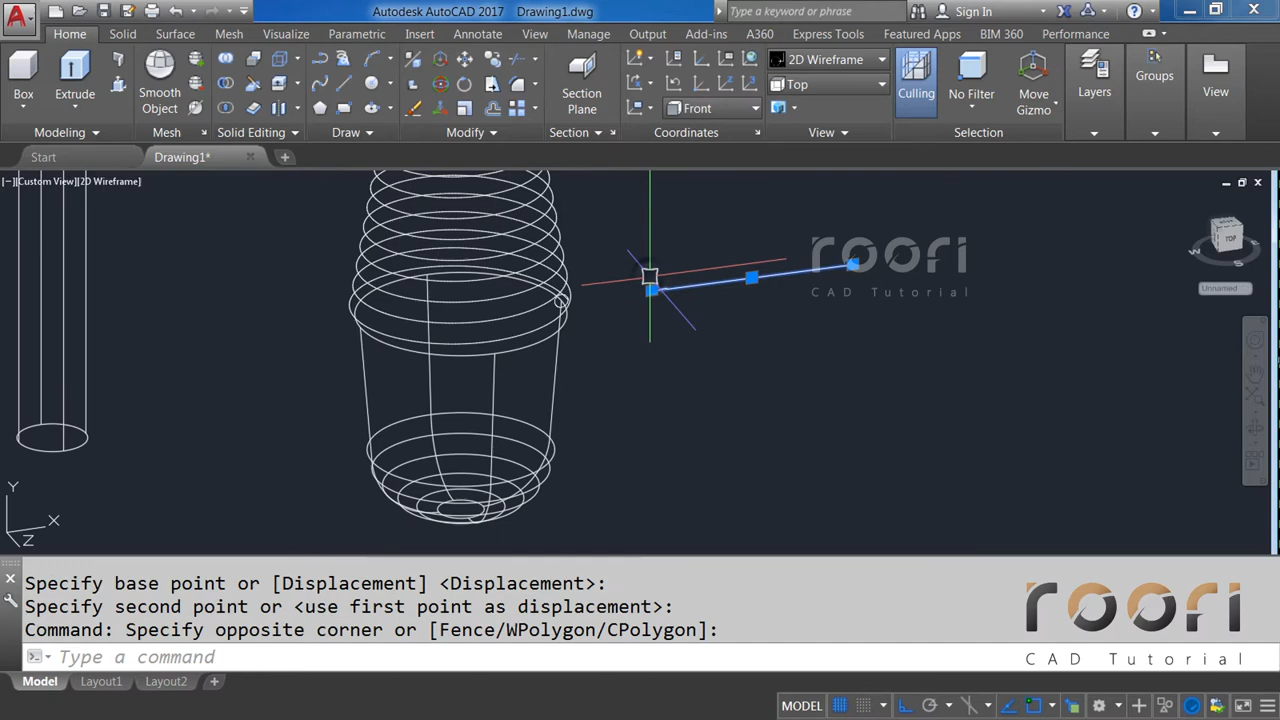 Autodesk AutoCAD 2017 Drawing1.dwg
Type a keyword or phrase
Sign In
Home Solid Surface Mesh Visualize Parametric Insert Annotate View Manage Output Add-ins A360 Express Tools Featured Apps BIM 360 Performance
Box
Extrude
Smooth
Object
Section
Plane
2D Wireframe
Top
Front
Culling
No Filter
Move
Gizmo
Layers
Groups
View
Modeling Mesh Solid Editing Draw Modify Section Coordinates View Selection
Start Drawing1*
[−][Custom View][2D Wireframe]
roori
CAD Tutorial
TOP
W
S
Unnamed
Y
X
Z
Specify base point or [Displacement] <Displacement>:
Specify second point or <use first point as displacement>:
Command: Specify opposite corner or [Fence/WPolygon/CPolygon]:
Type a command
roori
CAD Tutorial
Model Layout1 Layout2
MODEL